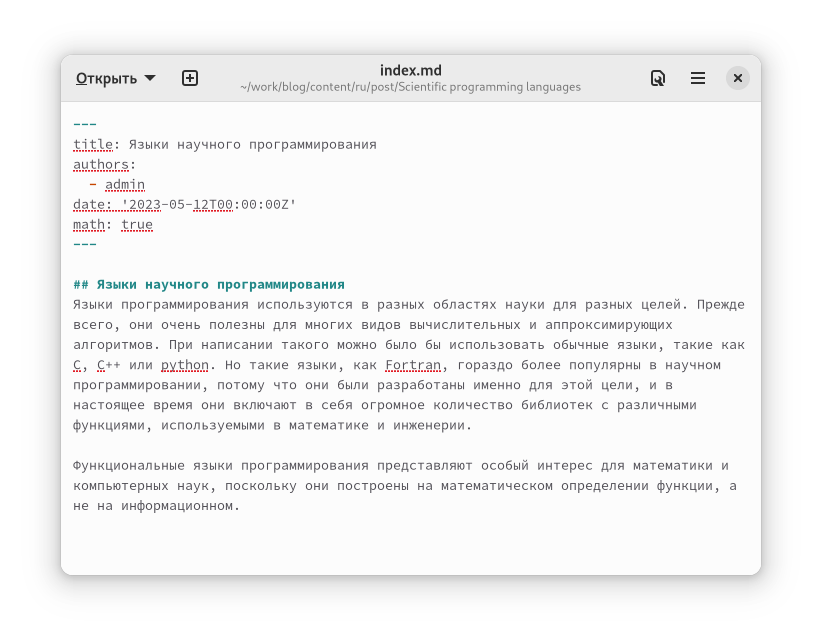 Открыть
index.md
~/work/blog/content/ru/post/Scientific programming languages
---
title: Языки научного программирования
authors:
  - admin
date: '2023-05-12T00:00:00Z'
math: true
---
## Языки научного программирования
Языки программирования используются в разных областях науки для разных целей. Прежде
всего, они очень полезны для многих видов вычислительных и аппроксимирующих
алгоритмов. При написании такого можно было бы использовать обычные языки, такие как
C, C++ или python. Но такие языки, как Fortran, гораздо более популярны в научном
программировании, потому что они были разработаны именно для этой цели, и в
настоящее время они включают в себя огромное количество библиотек с различными
функциями, используемыми в математике и инженерии.
Функциональные языки программирования представляют особый интерес для математики и
компьютерных наук, поскольку они построены на математическом определении функции, а
не на информационном.